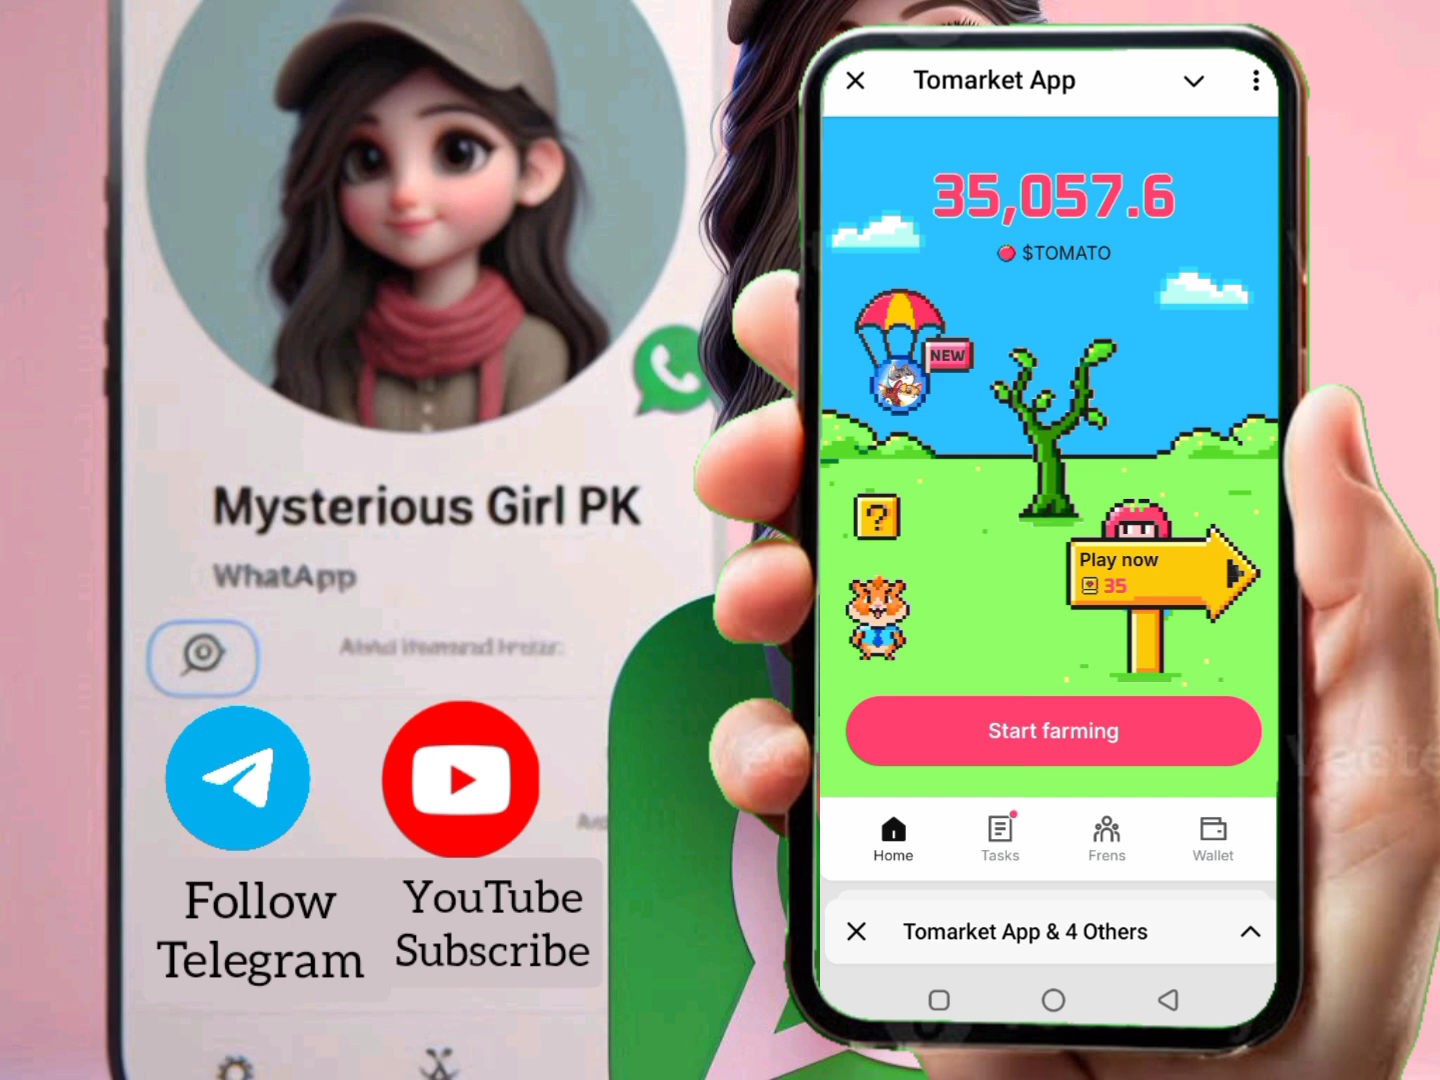 Mysterious Girl PK
WhatApp
Follow
Telegram
YouTube
Subscribe
Tomarket App
35,057.6
$TOMATO
NEW
?
Play now
35
Start farming
Home
Tasks
Frens
Wallet
Tomarket App & 4 Others